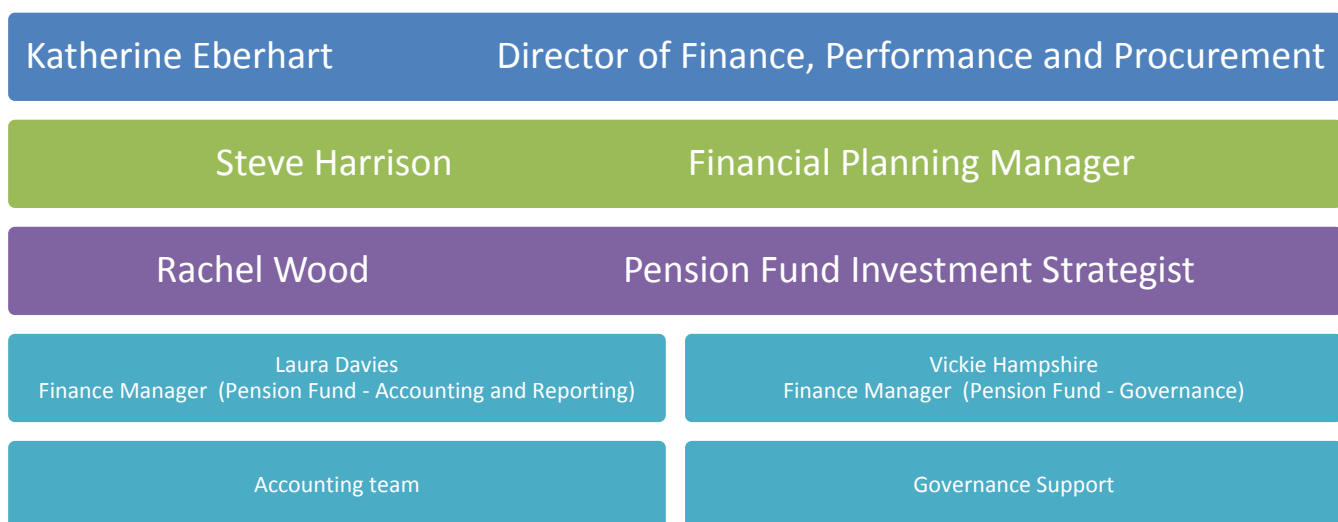 Katherine Eberhart Director of Finance, Performance and Procurement
Steve Harrison Financial Planning Manager
Rachel Wood Pension Fund Investment Strategist
Laura Davies
Finance Manager (Pension Fund - Accounting and Reporting)
Vickie Hampshire
Finance Manager (Pension Fund - Governance)
Accounting team
Governance Support